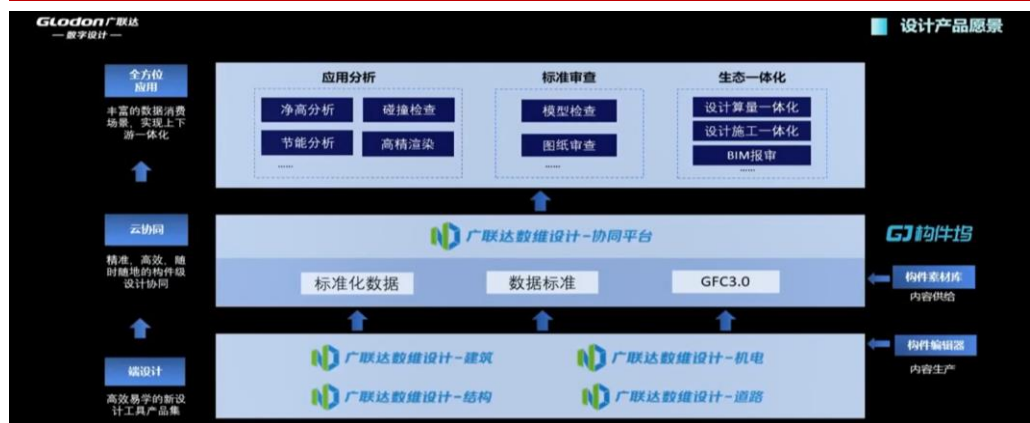 GLodon广联达
— 数字设计 —
设计产品愿景
全方位
应用
丰富的数据消费
场景，实现上下
游一体化
应用分析
标准审查
生态一体化
净高分析
碰撞检查
节能分析
高精渲染
......
模型检查
图纸审查
......
设计算量一体化
设计施工一体化
BIM报审
......
云协同
精准、高效、随
时随地的构件级
设计协同
广联达数维设计-协同平台
标准化数据
数据标准
GFC3.0
GJ构件坞
构件素材库
内容供给
构件编辑器
内容生产
端设计
高效易学的新设
计工具产品集
广联达数维设计-建筑
广联达数维设计-机电
广联达数维设计-结构
广联达数维设计-道路